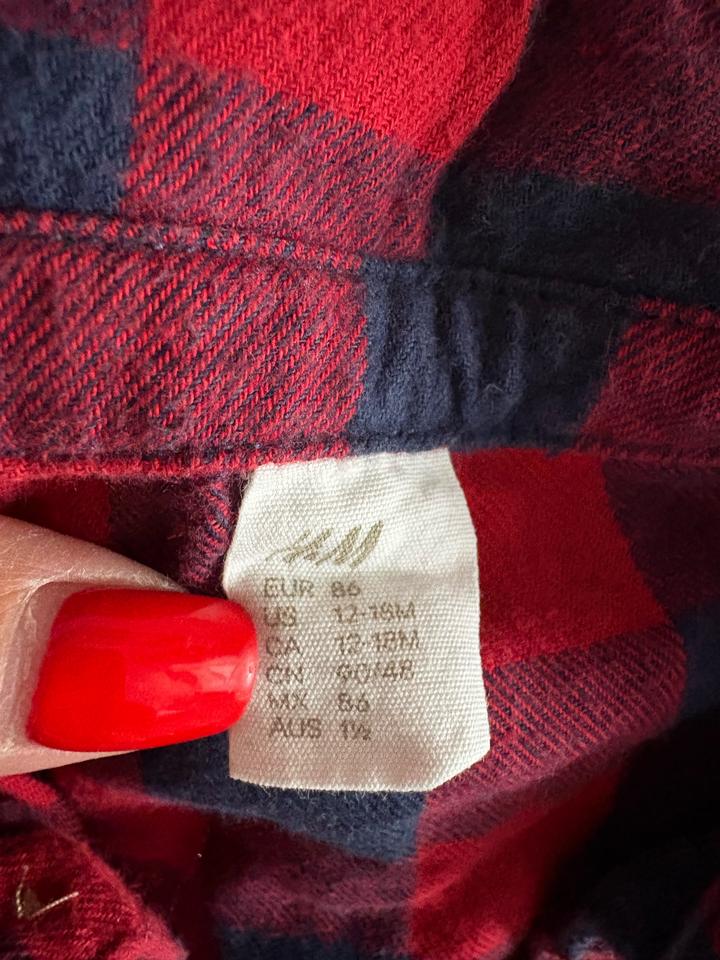 H&M
EUR 86
US 12-18M
CA 12-18M
CN 90/48
MX 86
AUS 1½